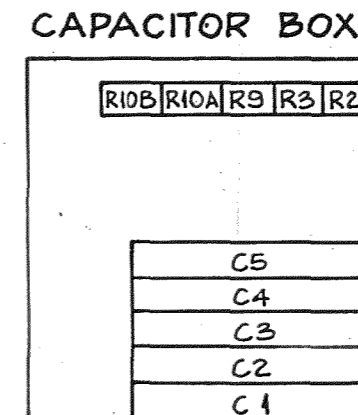 CAPACITOR BOX
R10B R10A R9 R3 R2
C5
C4
C3
C2
C1